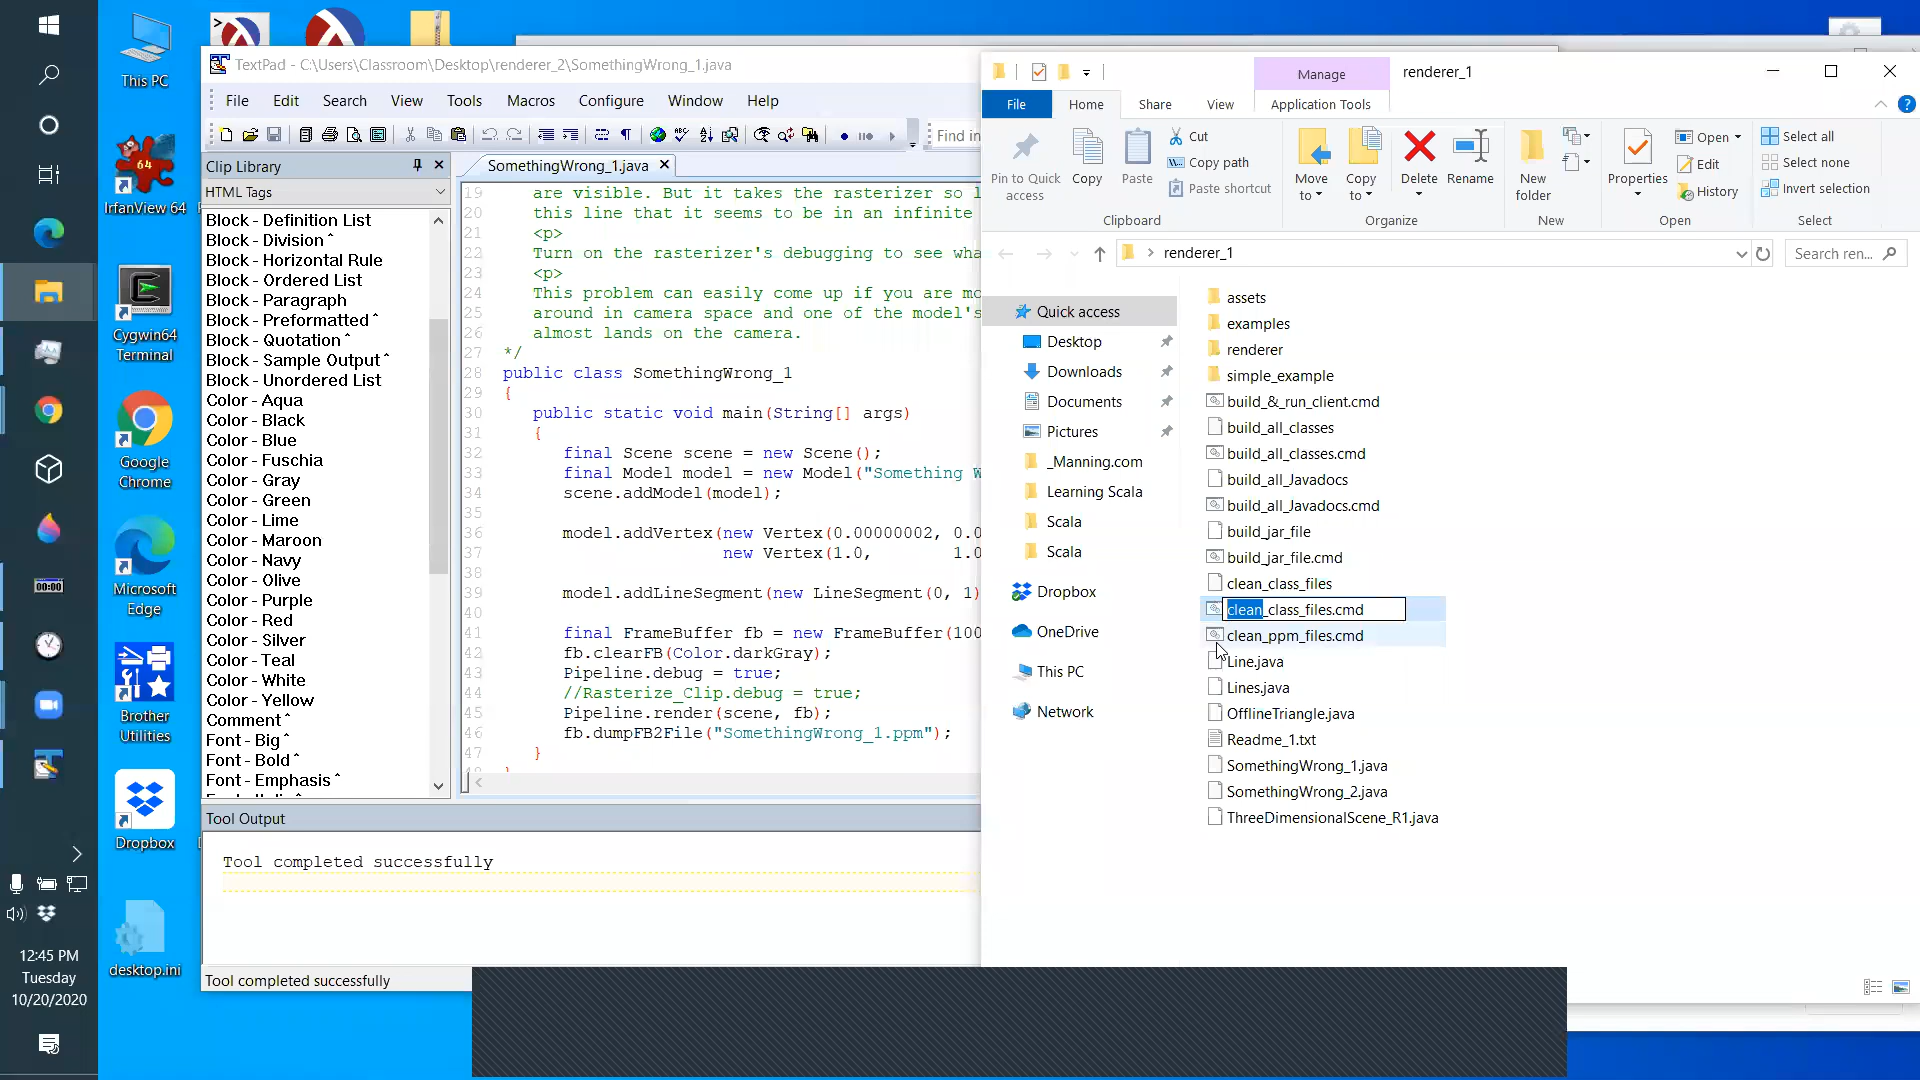 This PC
IrfanView 64
Cygwin64
Terminal
Google
Chrome
Microsoft
Edge
Brother
Utilities
Dropbox
desktop.ini
00:00
12:45 PM
Tuesday
10/20/2020
TextPad - C:\Users\Classroom\Desktop\renderer_2\SomethingWrong_1.java
File Edit Search View Tools Macros Configure Window Help
Find in
Clip Library
HTML Tags
Block - Definition List
Block - Division ^
Block - Horizontal Rule
Block - Ordered List
Block - Paragraph
Block - Preformatted ^
Block - Quotation ^
Block - Sample Output ^
Block - Unordered List
Color - Aqua
Color - Black
Color - Blue
Color - Fuschia
Color - Gray
Color - Green
Color - Lime
Color - Maroon
Color - Navy
Color - Olive
Color - Purple
Color - Red
Color - Silver
Color - Teal
Color - White
Color - Yellow
Comment ^
Font - Big ^
Font - Bold ^
Font - Emphasis ^
SomethingWrong_1.java
19 are visible. But it takes the rasterizer so
20 this line that it seems to be in an infinite
21 <p>
22 Turn on the rasterizer's debugging to see wha
23 <p>
24 This problem can easily come up if you are mo
25 around in camera space and one of the model's
26 almost lands on the camera.
27 */
28 public class SomethingWrong_1
29 {
30 public static void main(String[] args)
31 {
32 final Scene scene = new Scene();
33 final Model model = new Model("Something W
34 scene.addModel(model);
35
36 model.addVertex(new Vertex(0.00000002, 0.0
37 new Vertex(1.0, 1.0
38
39 model.addLineSegment(new LineSegment(0, 1)
40
41 final FrameBuffer fb = new FrameBuffer(100
42 fb.clearFB(Color.darkGray);
43 Pipeline.debug = true;
44 //Rasterize_Clip.debug = true;
45 Pipeline.render(scene, fb);
46 fb.dumpFB2File("SomethingWrong_1.ppm");
47 }
Tool Output
Tool completed successfully
Tool completed successfully
Manage
renderer_1
File Home Share View Application Tools
Pin to Quick
access
Copy
Paste
Cut
Copy path
Paste shortcut
Clipboard
Move
to
Copy
to
Delete
Rename
Organize
New
folder
New
Properties
Open
Edit
History
Open
Select all
Select none
Invert selection
Select
renderer_1
Search ren...
Quick access
Desktop
Downloads
Documents
Pictures
_Manning.com
Learning Scala
Scala
Scala
Dropbox
OneDrive
This PC
Network
assets
examples
renderer
simple_example
build_&_run_client.cmd
build_all_classes
build_all_classes.cmd
build_all_Javadocs
build_all_Javadocs.cmd
build_jar_file
build_jar_file.cmd
clean_class_files
clean_class_files.cmd
clean_ppm_files.cmd
Line.java
Lines.java
OfflineTriangle.java
Readme_1.txt
SomethingWrong_1.java
SomethingWrong_2.java
ThreeDimensionalScene_R1.java